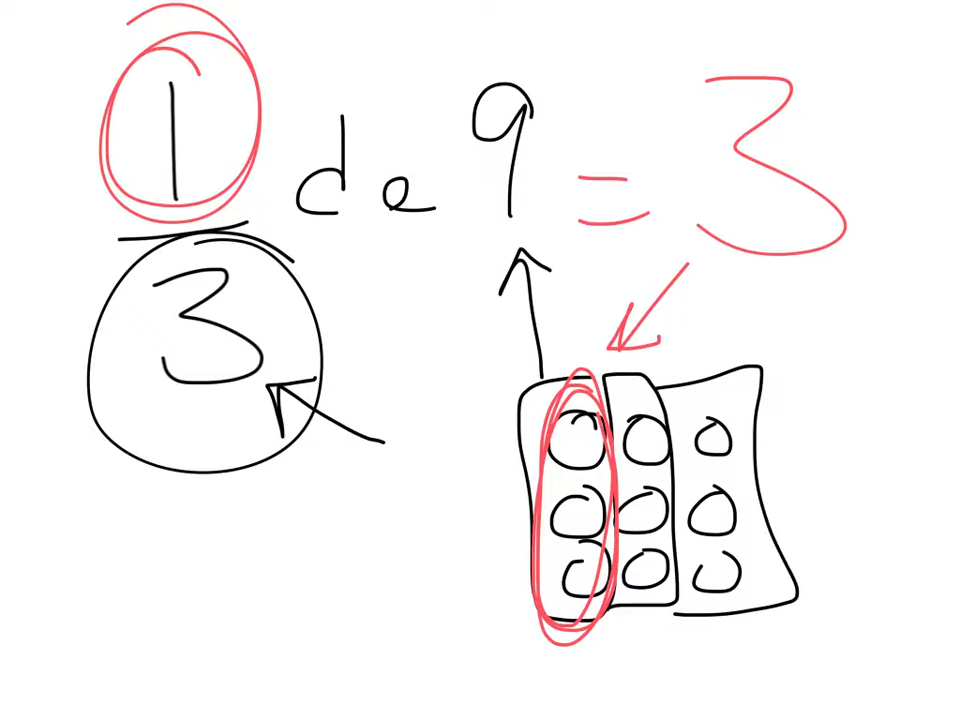 1/3 de 9 = 3